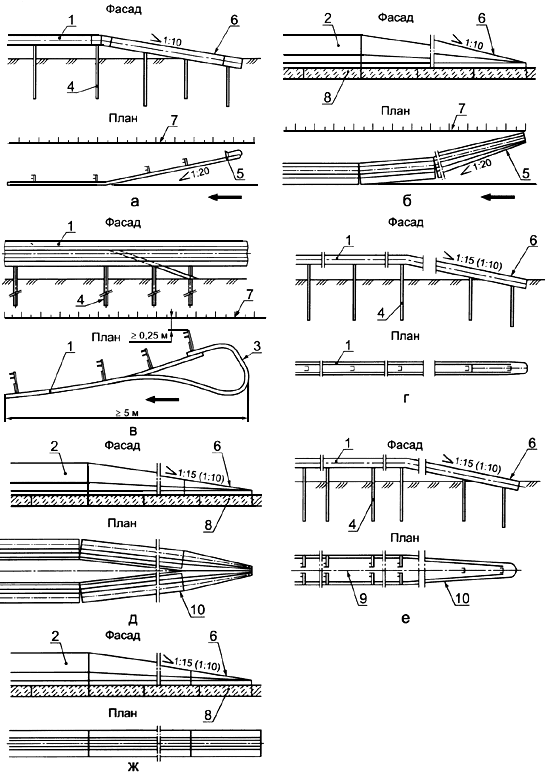 Фасад
1
1:10
6
4
План
7
1:20
5
а
Фасад
2
1:10
6
8
План
7
1:20
5
б
Фасад
1
4
7
План
≥ 0,25 м
1
3
≥ 5 м
в
Фасад
1
1:15 (1:10)
6
4
План
1
г
Фасад
2
1:15 (1:10)
6
8
План
10
д
Фасад
1
1:15 (1:10)
6
4
План
9
10
е
Фасад
2
1:15 (1:10)
6
8
План
ж